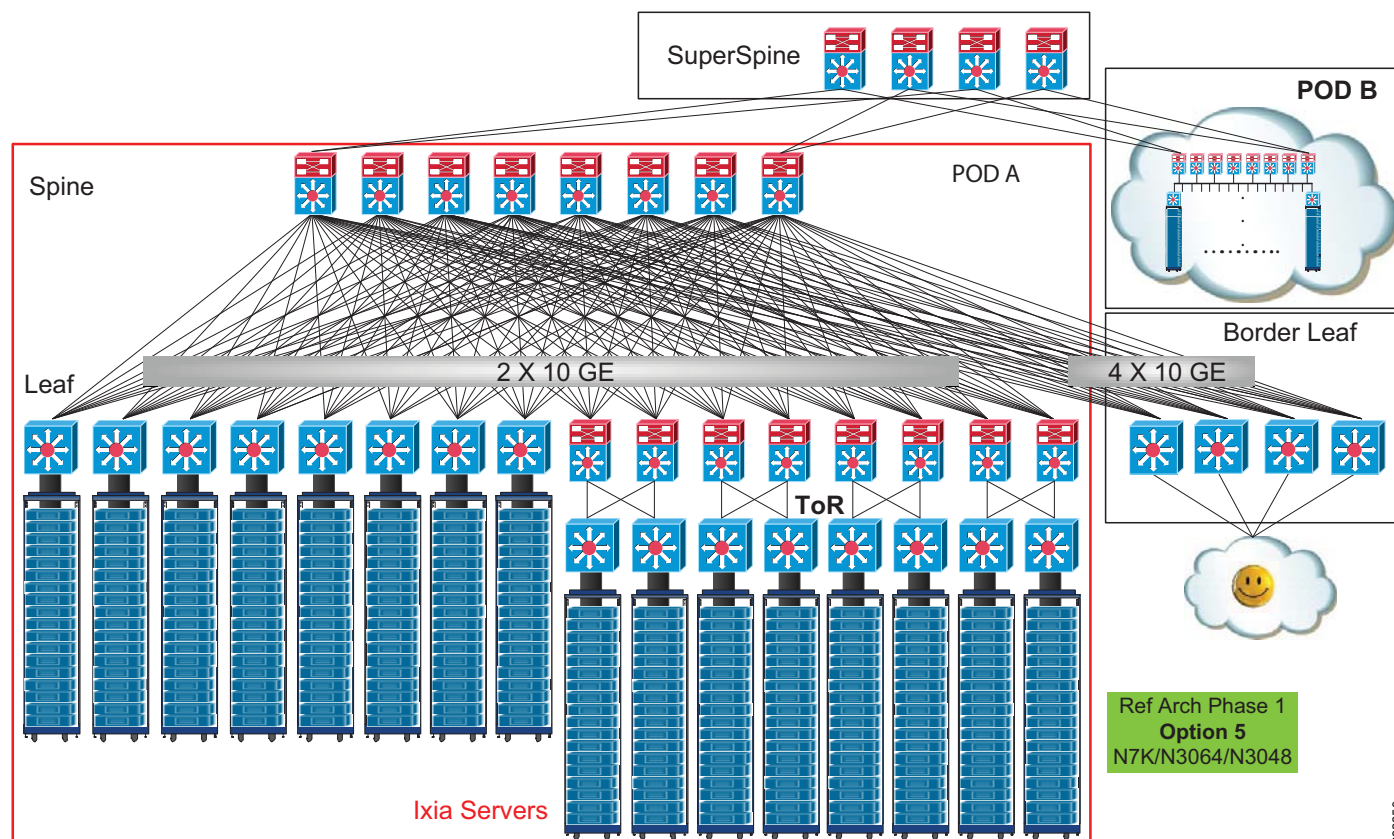 SuperSpine
POD B
Spine
POD A
Border Leaf
Leaf
2 X 10 GE
4 X 10 GE
ToR
Ref Arch Phase 1
Option 5
N7K/N3064/N3048
Ixia Servers